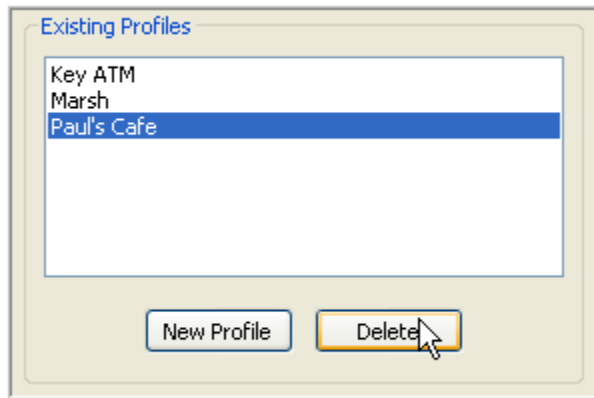 Existing Profiles
Key ATM
Marsh
Paul's Cafe
New Profile
Delete